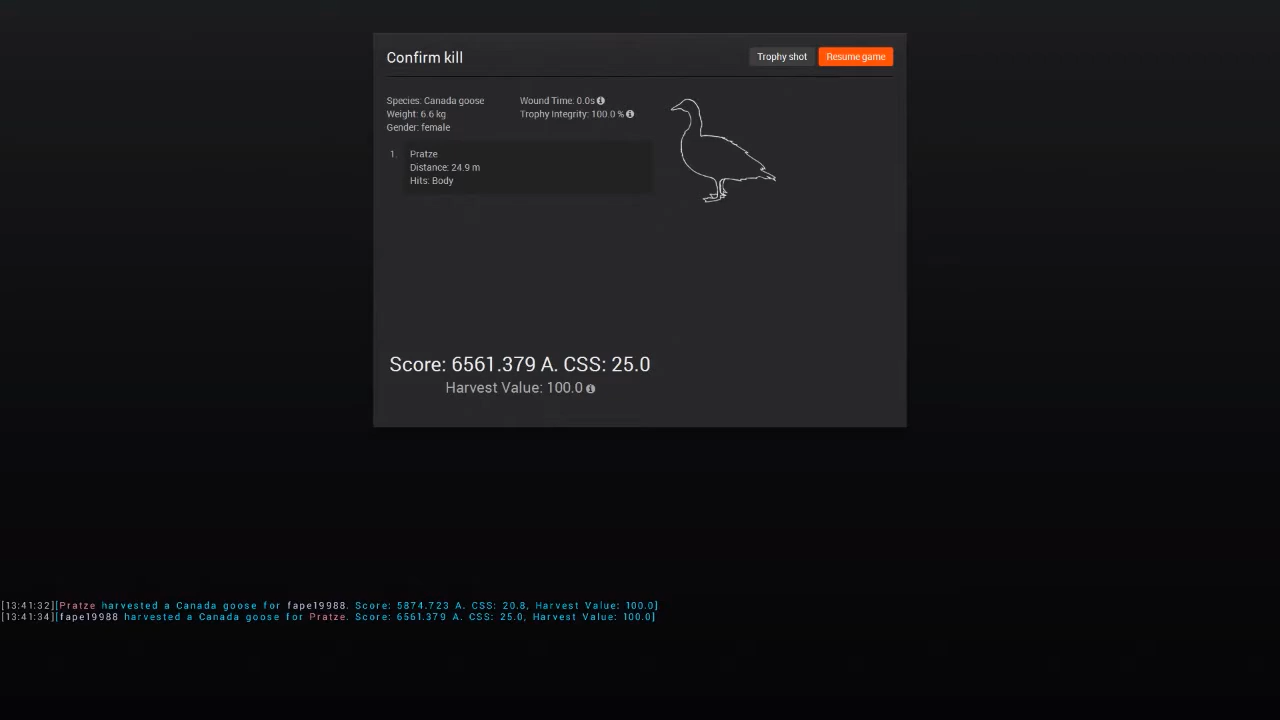 Confirm kill
Trophy shot
Resume game
Species: Canada goose
Wound Time: 0.0s
Weight: 6.6 kg
Trophy Integrity: 100.0 %
Gender: female
1. Pratze
Distance: 24.9 m
Hits: Body
Score: 6561.379 A. CSS: 25.0
Harvest Value: 100.0
[13:41:32][Pratze harvested a Canada goose for fape19988. Score: 5874.723 A. CSS: 20.8, Harvest Value: 100.0]
[13:41:34][fape19988 harvested a Canada goose for Pratze. Score: 6561.379 A. CSS: 25.0, Harvest Value: 100.0]